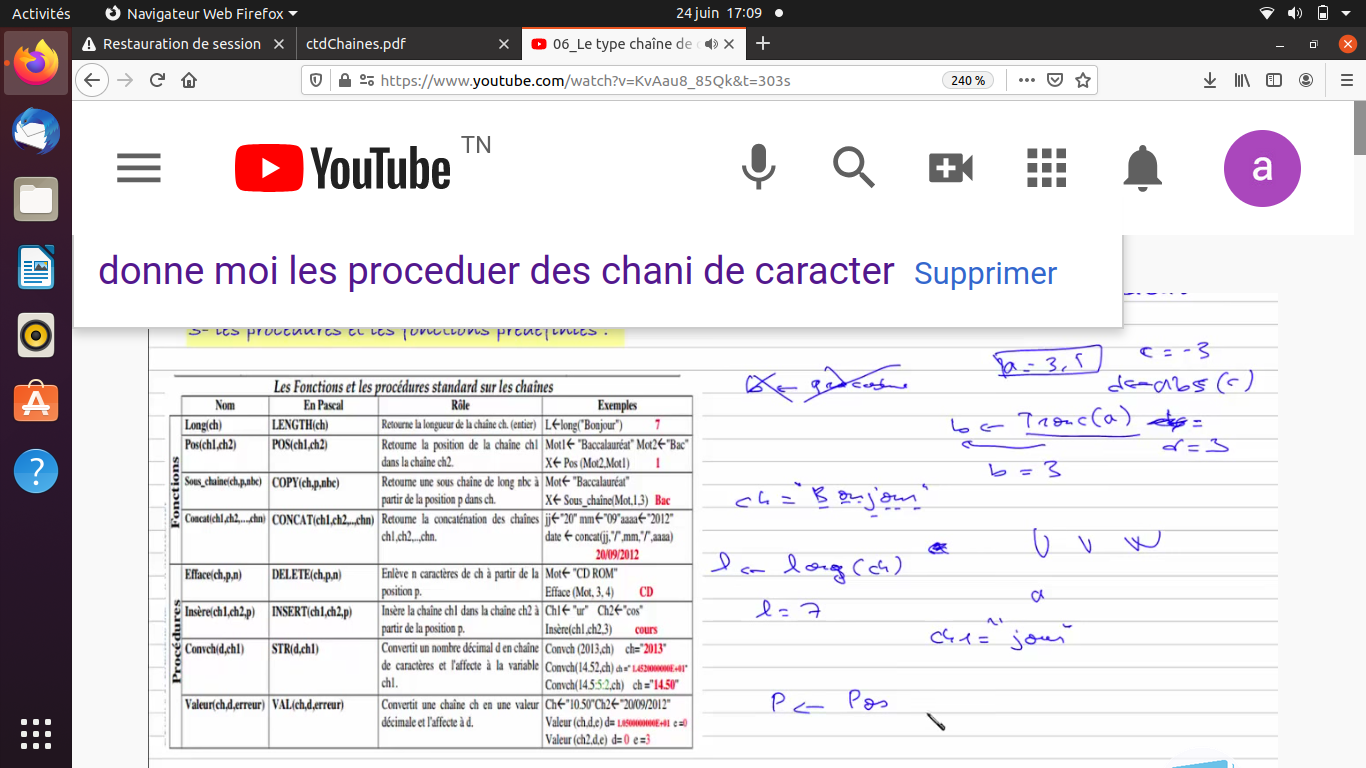 Activités
Navigateur Web Firefox
24 juin 17:09
Restauration de session
ctdChaines.pdf
06_Le type chaîne de c
https://www.youtube.com/watch?v=KvAau8_85Qk&t=303s
240 %
YouTube TN
a
donne moi les proceduer des chani de caracter Supprimer
3- les procédures et les fonctions prédéfinies :
Les Fonctions et les procédures standard sur les chaînes
Nom En Pascal Rôle Exemples
Fonctions
Long(ch) LENGTH(ch) Retourne la longueur de la chaîne ch. (entier) L←long("Bonjour") 7
Pos(ch1,ch2) POS(ch1,ch2) Retourne la position de la chaîne ch1 Mot1← "Baccalauréat" Mot2←"Bac"
dans la chaîne ch2. X← Pos (Mot2,Mot1) 1
Sous_chaine(ch,p,nbc) COPY(ch,p,nbc) Retourne une sous chaîne de long nbc à Mot← "Baccalauréat"
partir de la position p dans ch. X← Sous_chaîne(Mot,1,3) Bac
Concat(ch1,ch2,...,chn) CONCAT(ch1,ch2,..,chn) Retourne la concaténation des chaînes jj←"20" mm←"09"aaaa←"2012"
ch1,ch2,..,chn. date ← concat(jj,"/",mm,"/",aaaa)
20/09/2012
Procédures
Efface(ch,p,n) DELETE(ch,p,n) Enlève n caractères de ch à partir de la Mot←"CD ROM"
position p. Efface (Mot, 3, 4) CD
Insère(ch1,ch2,p) INSERT(ch1,ch2,p) Insère la chaîne ch1 dans la chaîne ch2 à Ch1← "ur" Ch2←"cos"
partir de la position p. Insère(ch1,ch2,3) cours
Convch(d,ch1) STR(d,ch1) Convertit un nombre décimal d en chaîne Convch (2013,ch) ch="2013"
de caractères et l'affecte à la variable Convch(14.52,ch) ch=" 1.4520000000E+01"
ch1. Convch(14.5:5:2,ch) ch ="14.50"
Valeur(ch,d,erreur) VAL(ch,d,erreur) Convertit une chaîne ch en une valeur Ch←"10.50"Ch2←"20/09/2012"
décimale et l'affecte à d. Valeur (ch,d,e) d= 1.0500000000E+01 e =0
Valeur (ch2,d,e) d=0 e=3
a = 3,5 c = -3
d ← abs (c)
b ← Tronc(a)
d = 3
b = 3
ch = "Bonjour"
U V W
l ← long(ch)
a
l = 7
ch1 = "jour"
P ← Pos